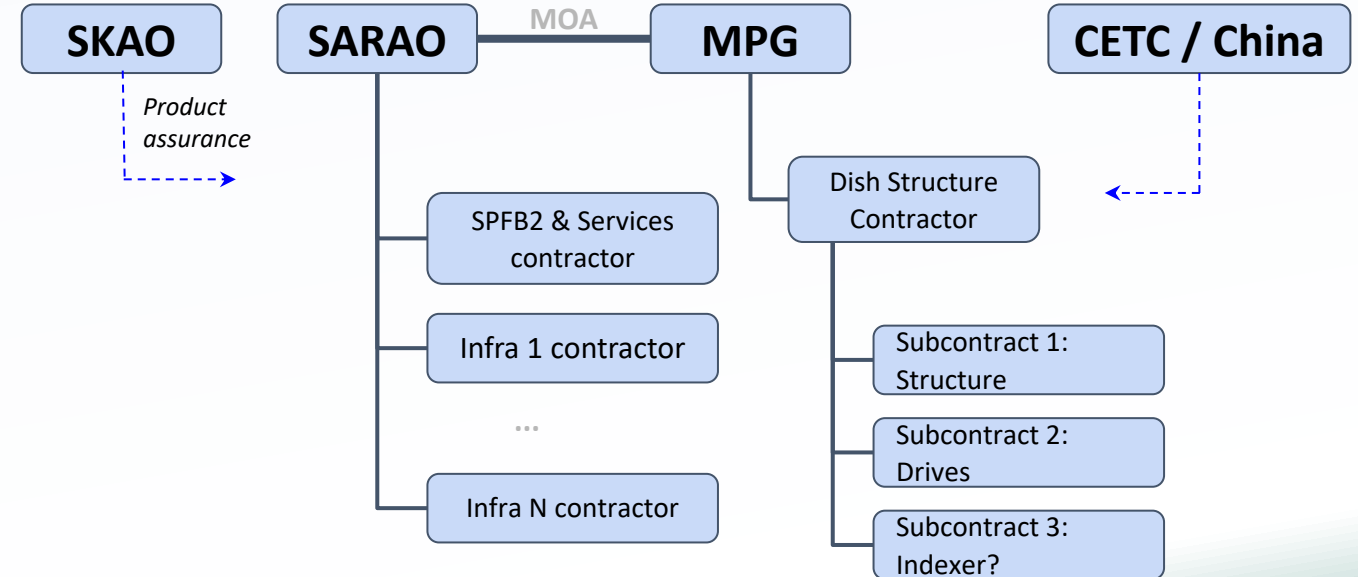 SKAO
SARAO
MOA
MPG
CETC / China
Product
assurance
Dish Structure
Contractor
SPFB2 & Services
contractor
Infra 1 contractor
...
Infra N contractor
Subcontract 1:
Structure
Subcontract 2:
Drives
Subcontract 3:
Indexer?